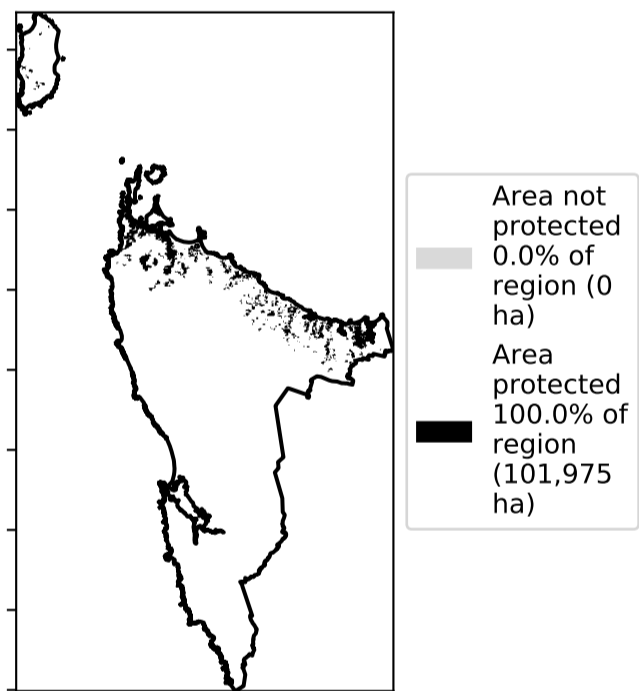 Area not
protected
0.0% of
region (0
ha)
Area
protected
100.0% of
region
(101,975
ha)